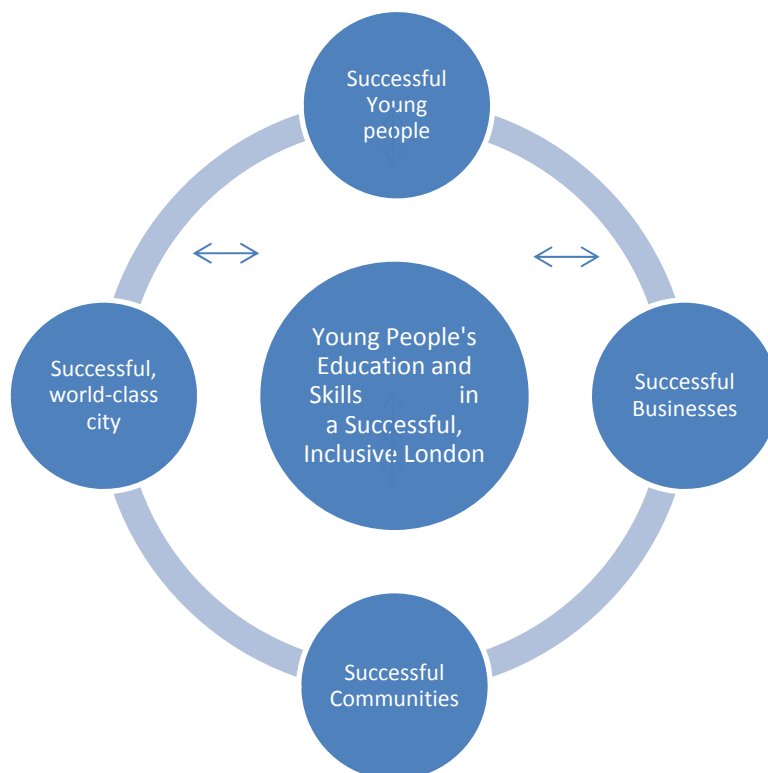 Successful
Young
people
Young People's
Education and
Skills in
a Successful,
Inclusive London
Successful,
world-class
city
Successful
Businesses
Successful
Communities